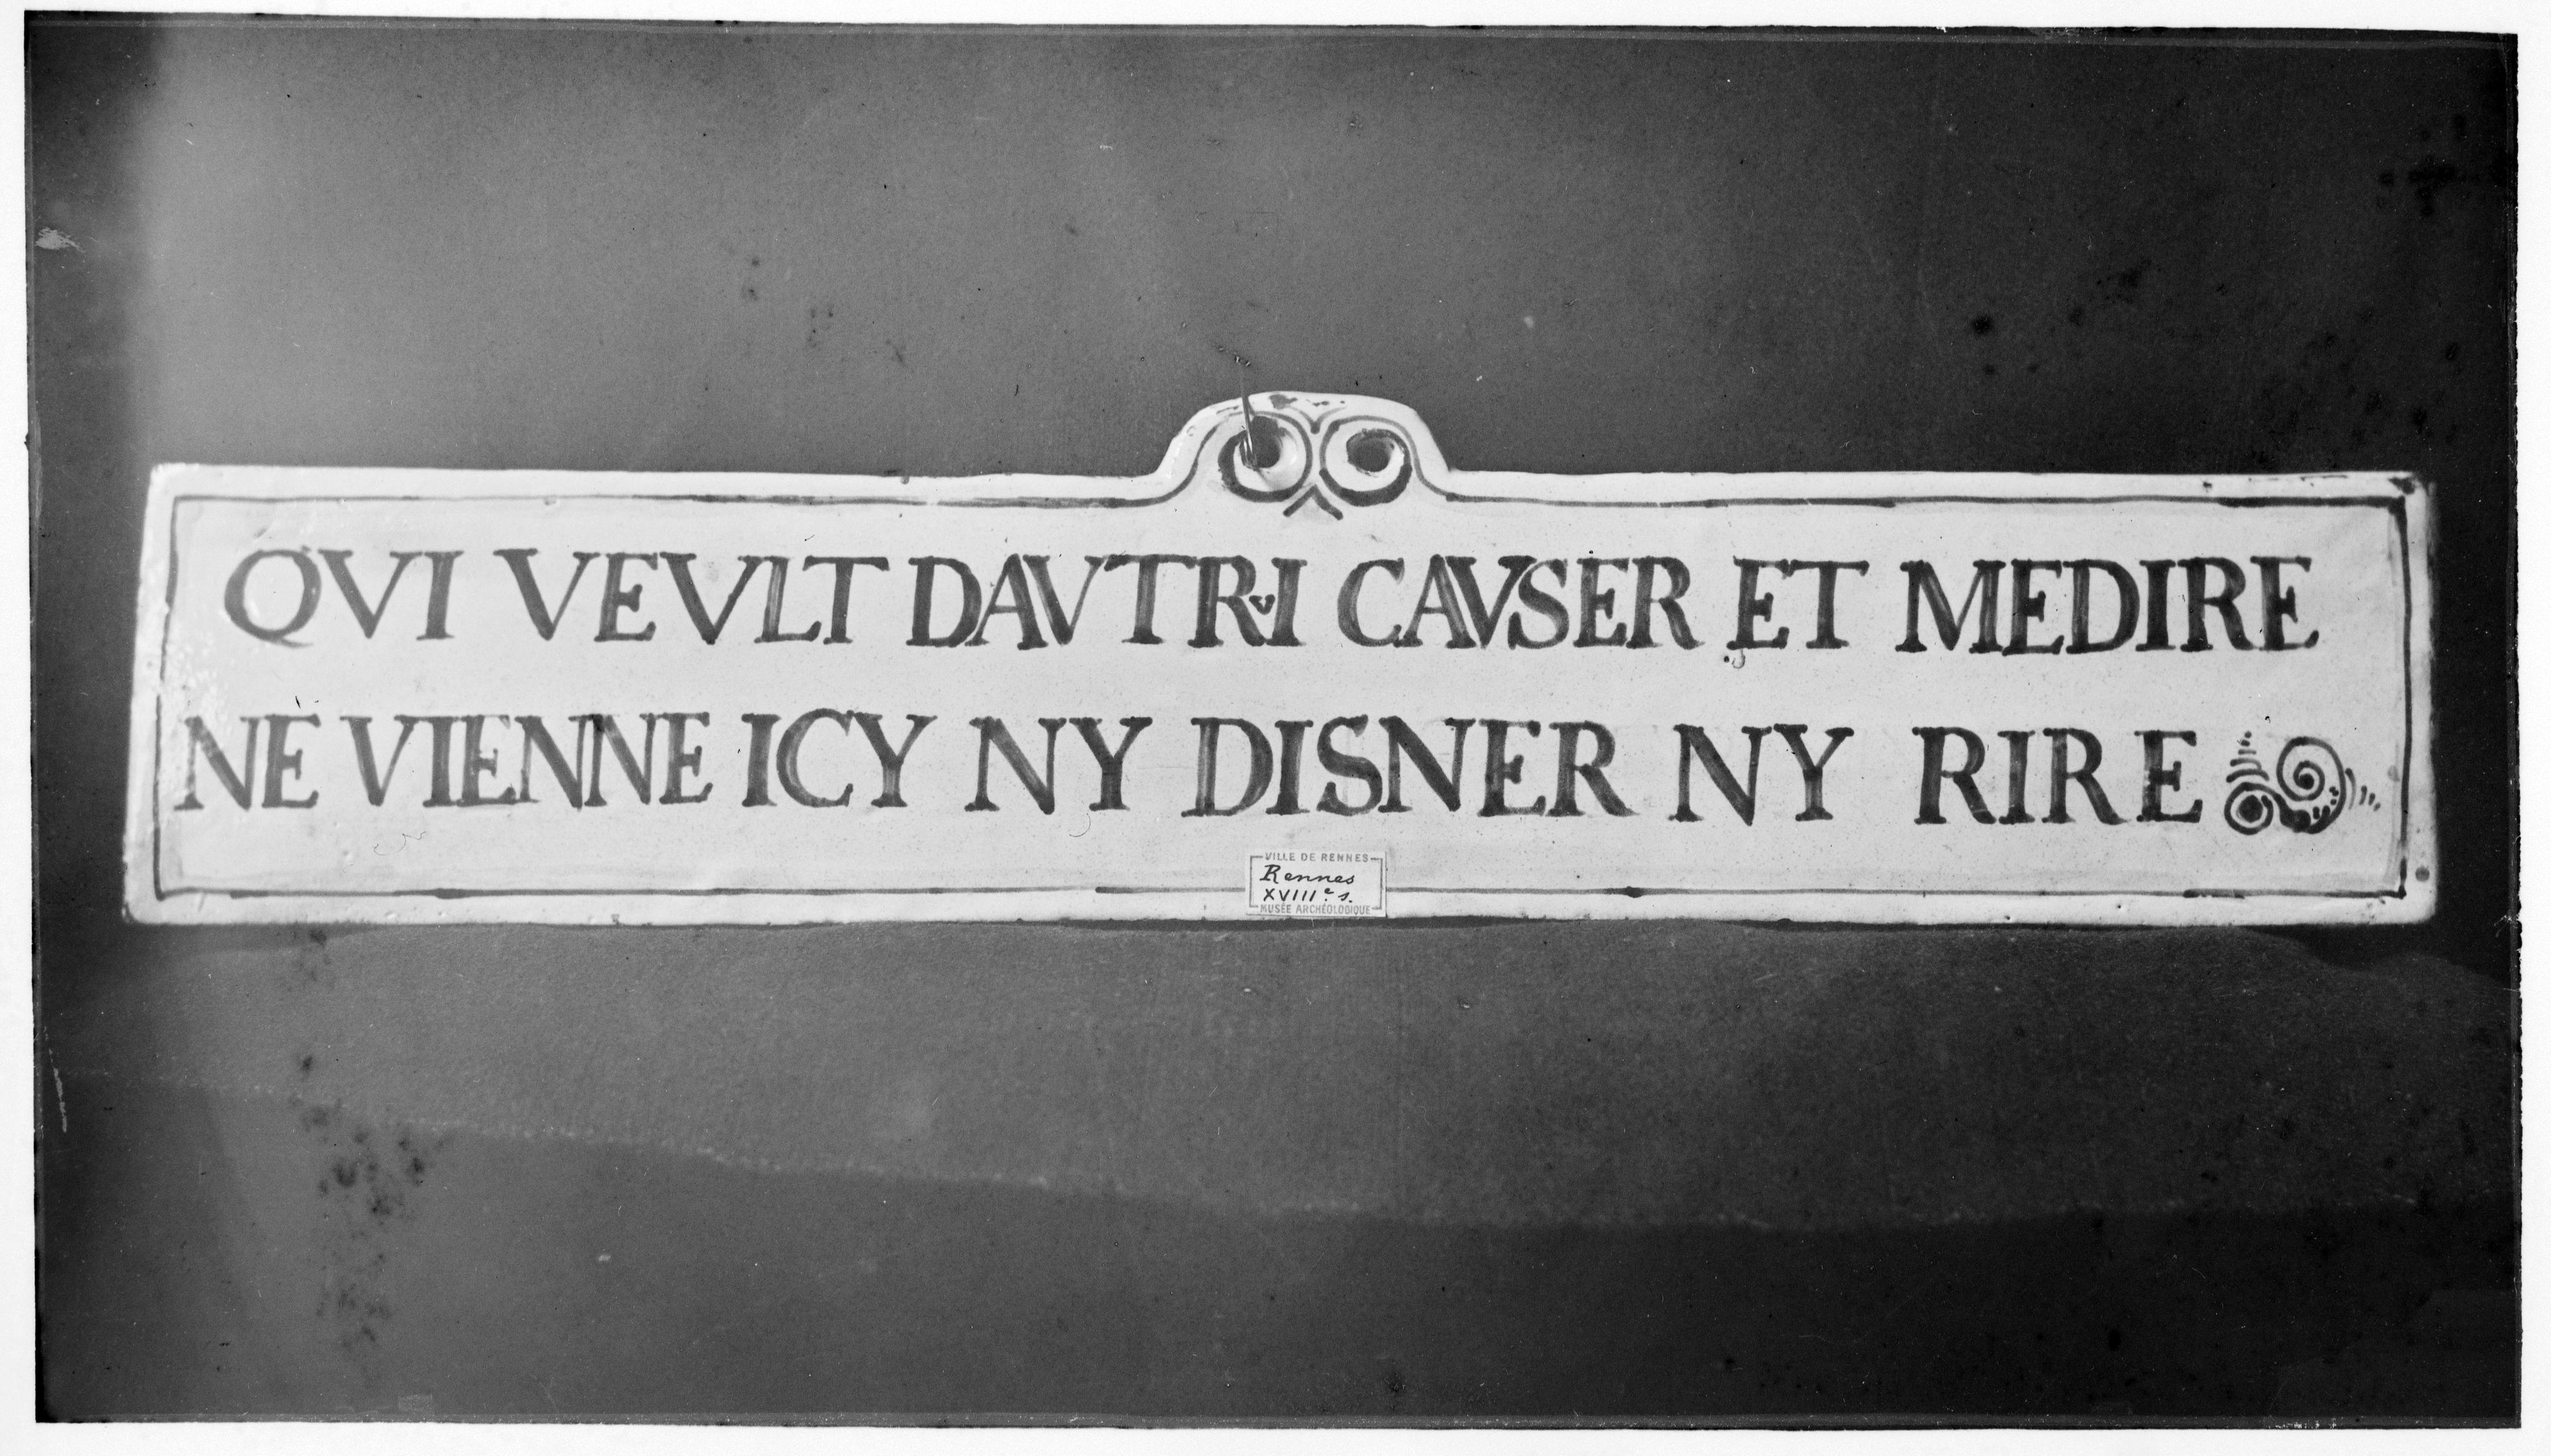 QVI VEVLT DAVTRvI CAVSER ET MEDIRE
NE VIENNE ICY NY DISNER NY RIRE
VILLE DE RENNES
Rennes
XVIIIe s.
MUSÉE ARCHÉOLOGIQUE